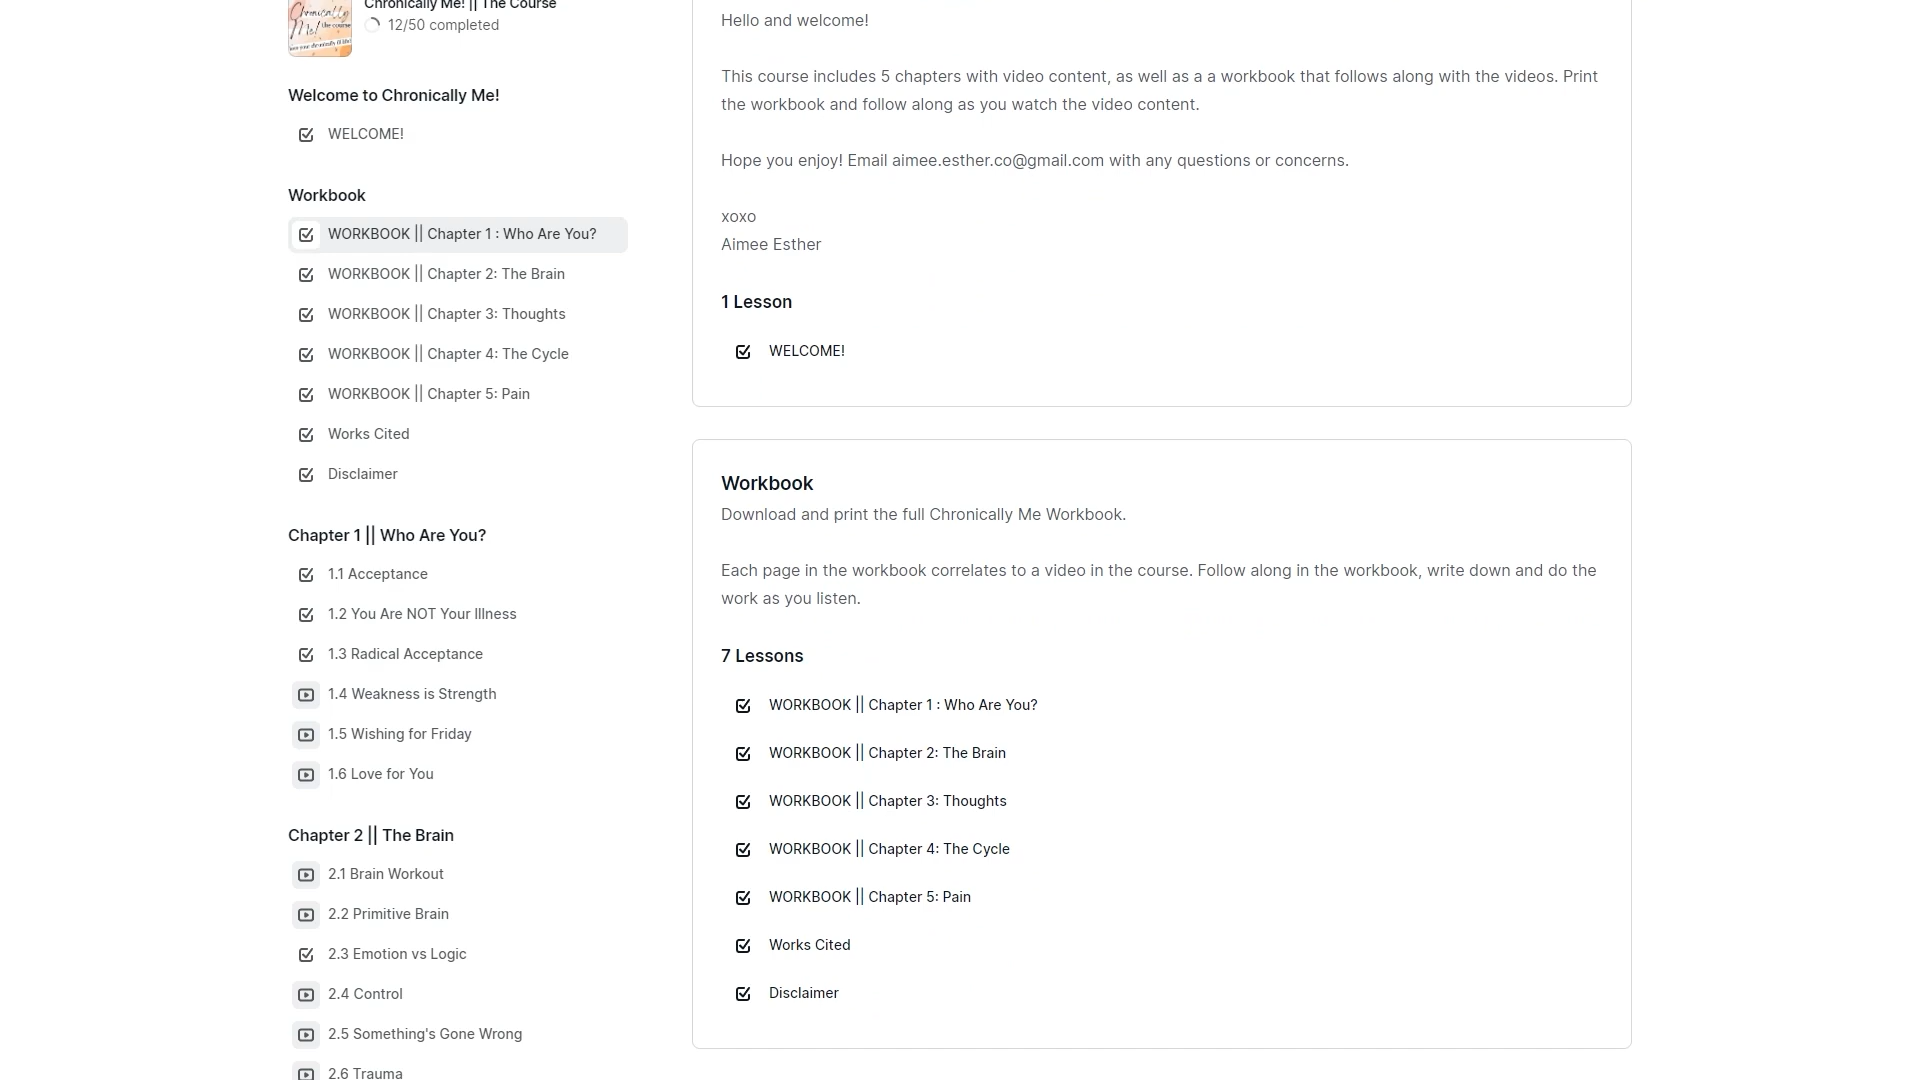 Chronically Me! || The Course
12/50 completed
Chronically
Me! the course
Welcome to Chronically Me!
WELCOME!
Workbook
WORKBOOK || Chapter 1 : Who Are You?
WORKBOOK || Chapter 2: The Brain
WORKBOOK || Chapter 3: Thoughts
WORKBOOK || Chapter 4: The Cycle
WORKBOOK || Chapter 5: Pain
Works Cited
Disclaimer
Chapter 1 || Who Are You?
1.1 Acceptance
1.2 You Are NOT Your Illness
1.3 Radical Acceptance
1.4 Weakness is Strength
1.5 Wishing for Friday
1.6 Love for You
Chapter 2 || The Brain
2.1 Brain Workout
2.2 Primitive Brain
2.3 Emotion vs Logic
2.4 Control
2.5 Something's Gone Wrong
2.6 Trauma
Hello and welcome!
This course includes 5 chapters with video content, as well as a a workbook that follows along with the videos. Print
the workbook and follow along as you watch the video content.
Hope you enjoy! Email aimee.esther.co@gmail.com with any questions or concerns.
xoxo
Aimee Esther
1 Lesson
WELCOME!
Workbook
Download and print the full Chronically Me Workbook.
Each page in the workbook correlates to a video in the course. Follow along in the workbook, write down and do the
work as you listen.
7 Lessons
WORKBOOK || Chapter 1 : Who Are You?
WORKBOOK || Chapter 2: The Brain
WORKBOOK || Chapter 3: Thoughts
WORKBOOK || Chapter 4: The Cycle
WORKBOOK || Chapter 5: Pain
Works Cited
Disclaimer